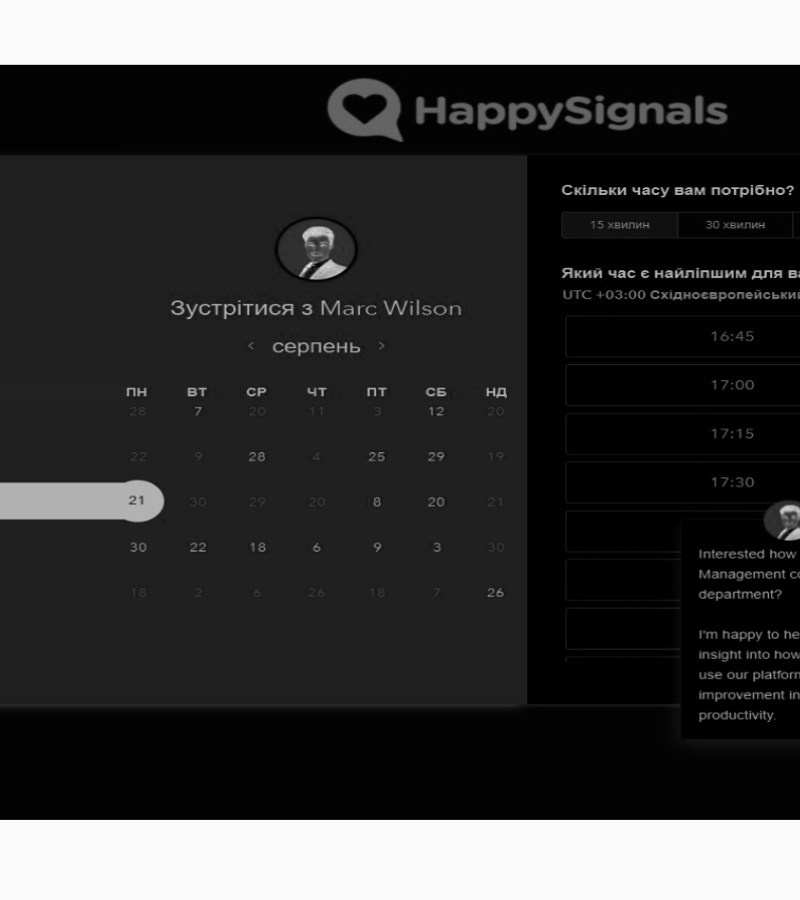 HappySignals
Зустрітися з Marc Wilson
‹ серпень ›
ПН ВТ СР ЧТ ПТ СБ НД
28 7 20 11 3 12 20
22 9 28 4 25 29 19
21 30 29 20 8 20 21
30 22 18 6 9 3 30
18 2 6 26 18 7 26
Скільки часу вам потрібно?
15 хвилин 30 хвилин
Який час є найліпшим для
UTC +03:00 Східноєвропейськи
16:45
17:00
17:15
17:30
Interested how
Management
department?
I'm happy to
insight into how
use our platfor
improvement in
productivity.